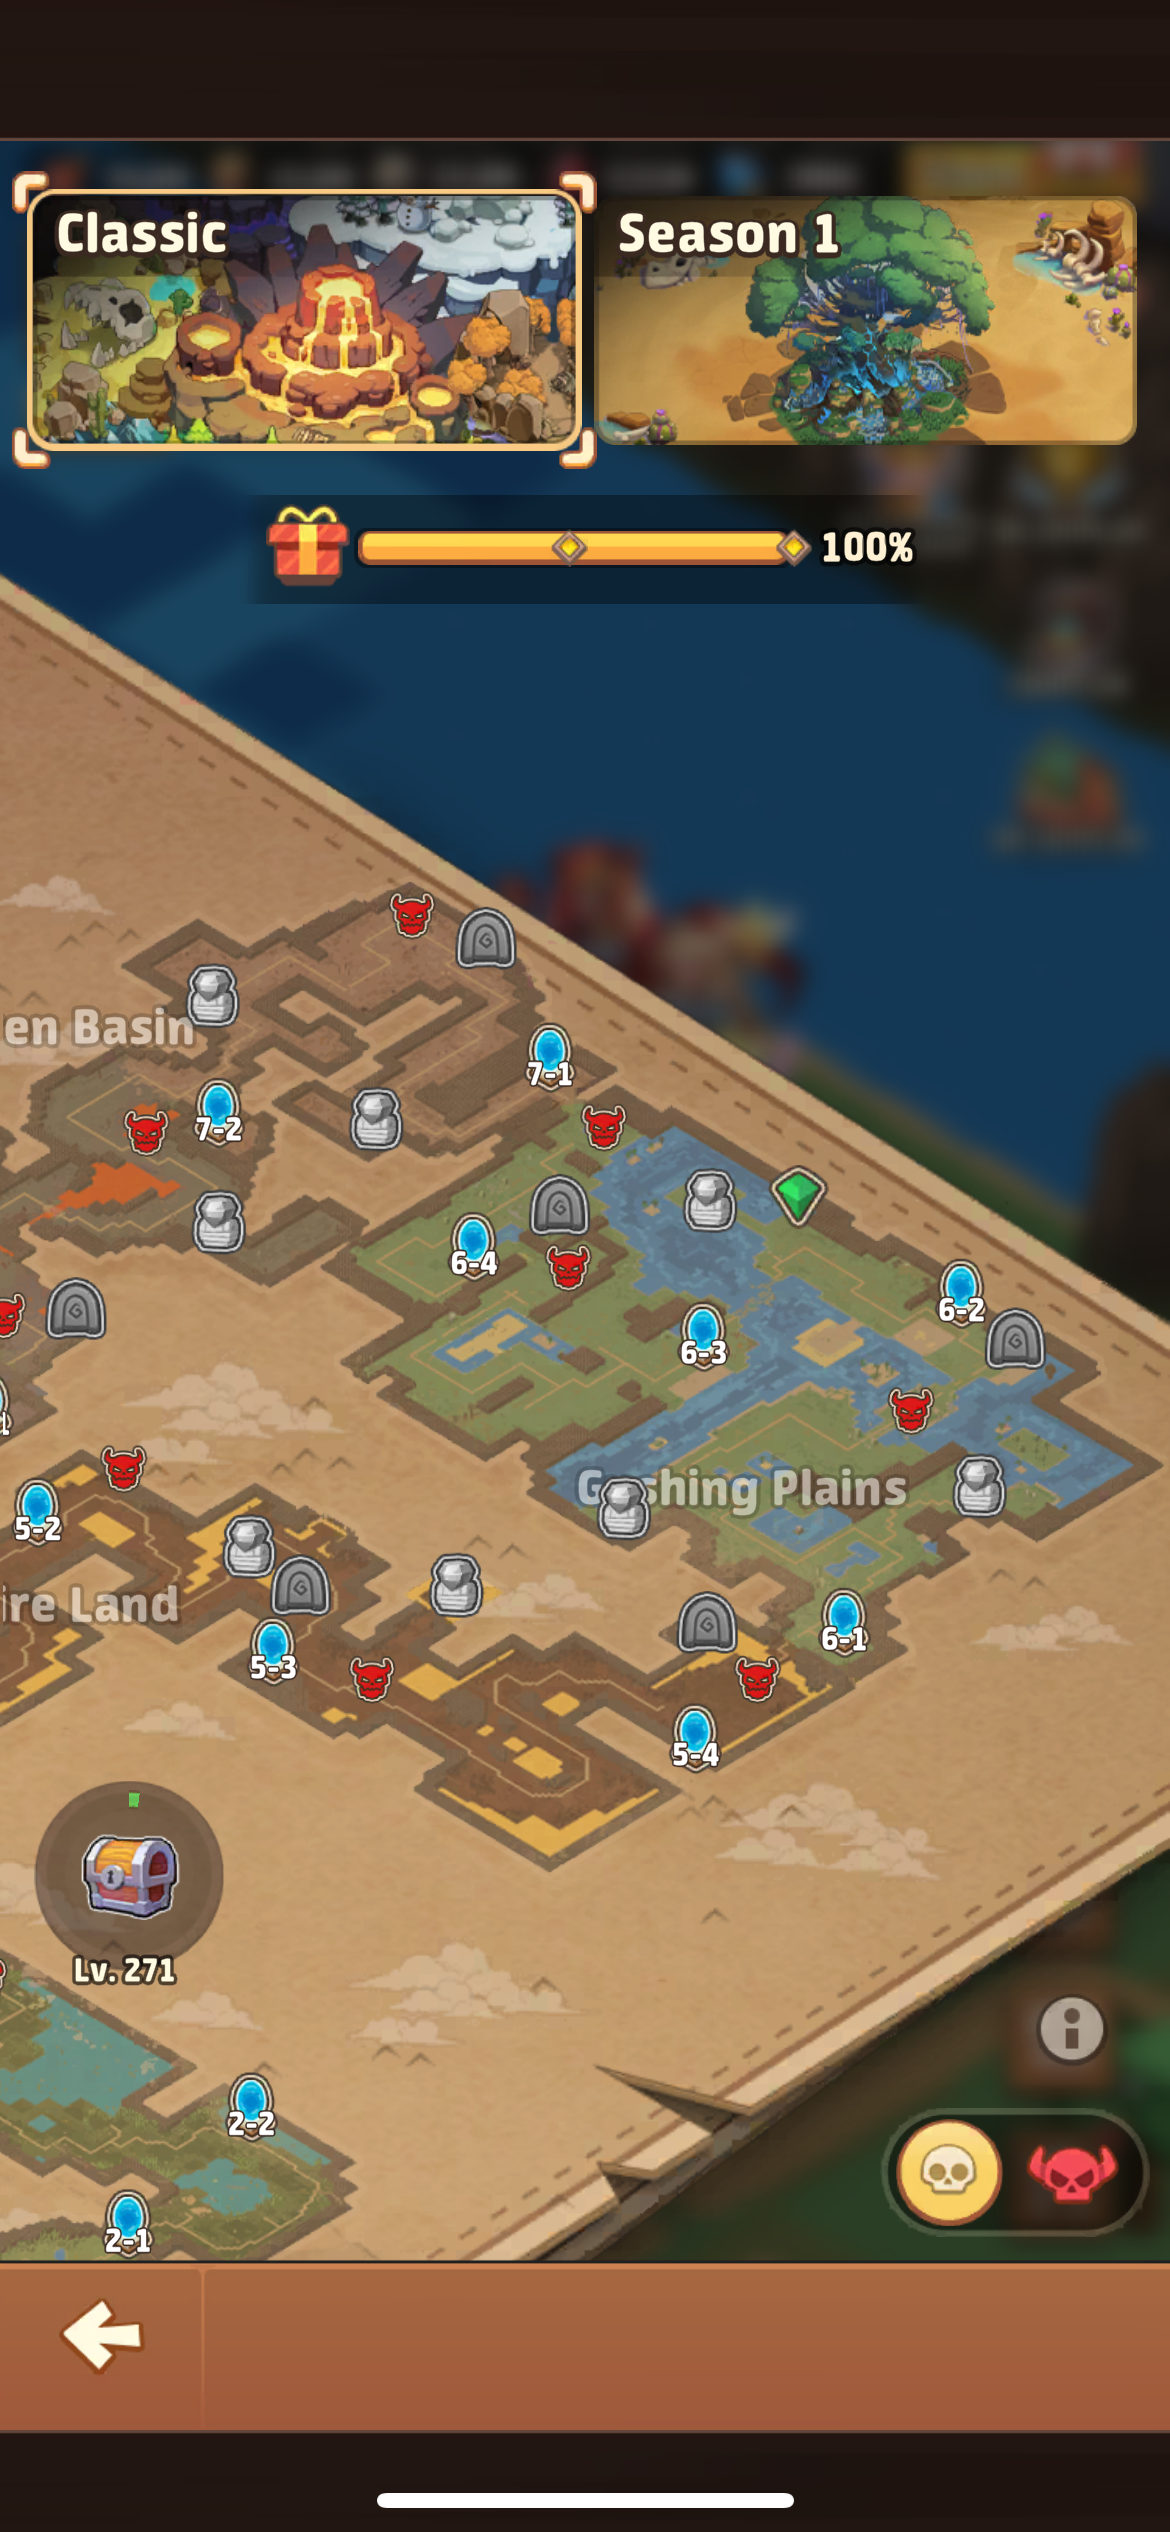 Classic
Season 1
100%
en Basin
7-1
7-2
6-4
6-2
6-3
Gushing Plains
5-2
ire Land
6-1
5-3
5-4
Lv. 271
2-2
2-1